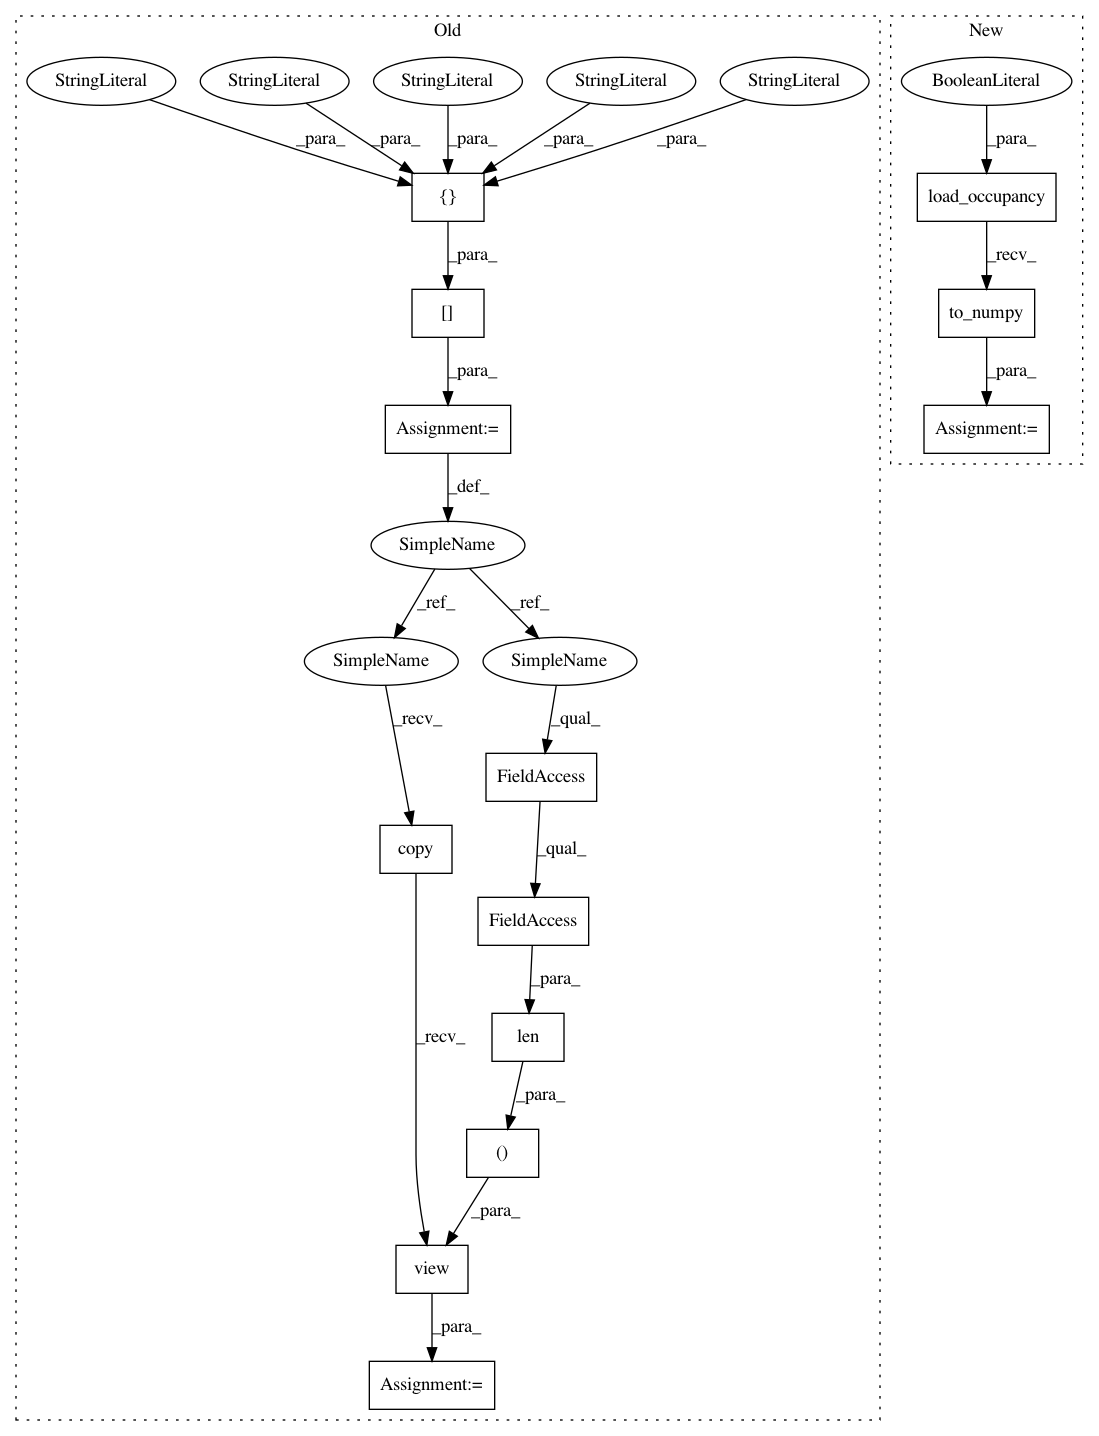 Old
New
StringLiteral StringLiteral StringLiteral StringLiteral StringLiteral BooleanLiteral
_para_ _para_ _para_ _para_ _para_ _para_
{} load_occupancy
_para_ _recv_
[] to_numpy
_para_ _para_
Assignment:= Assignment:=
_def_
SimpleName
_ref_ _ref_
SimpleName SimpleName
_recv_ _qual_
FieldAccess
copy _qual_
FieldAccess
_para_
_recv_ len
_para_
()
_para_
view
_para_
Assignment:=